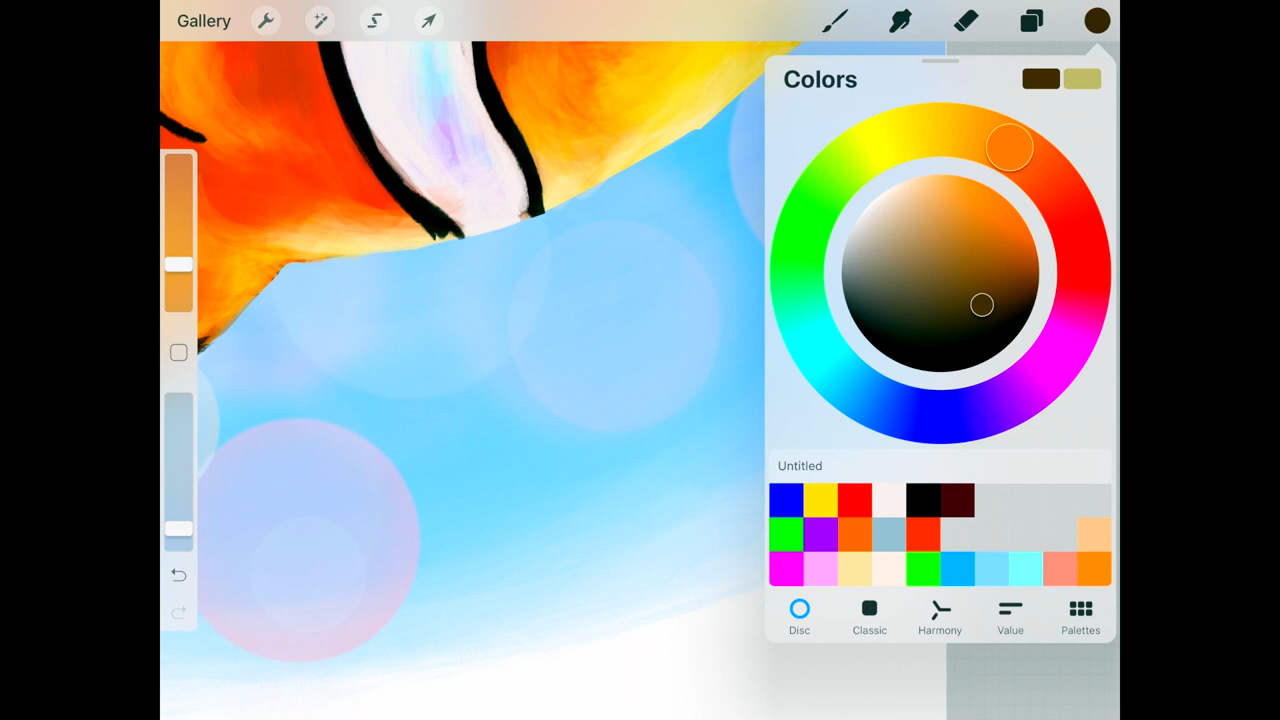 Gallery
Colors
Untitled
Disc
Classic
Harmony
Value
Palettes